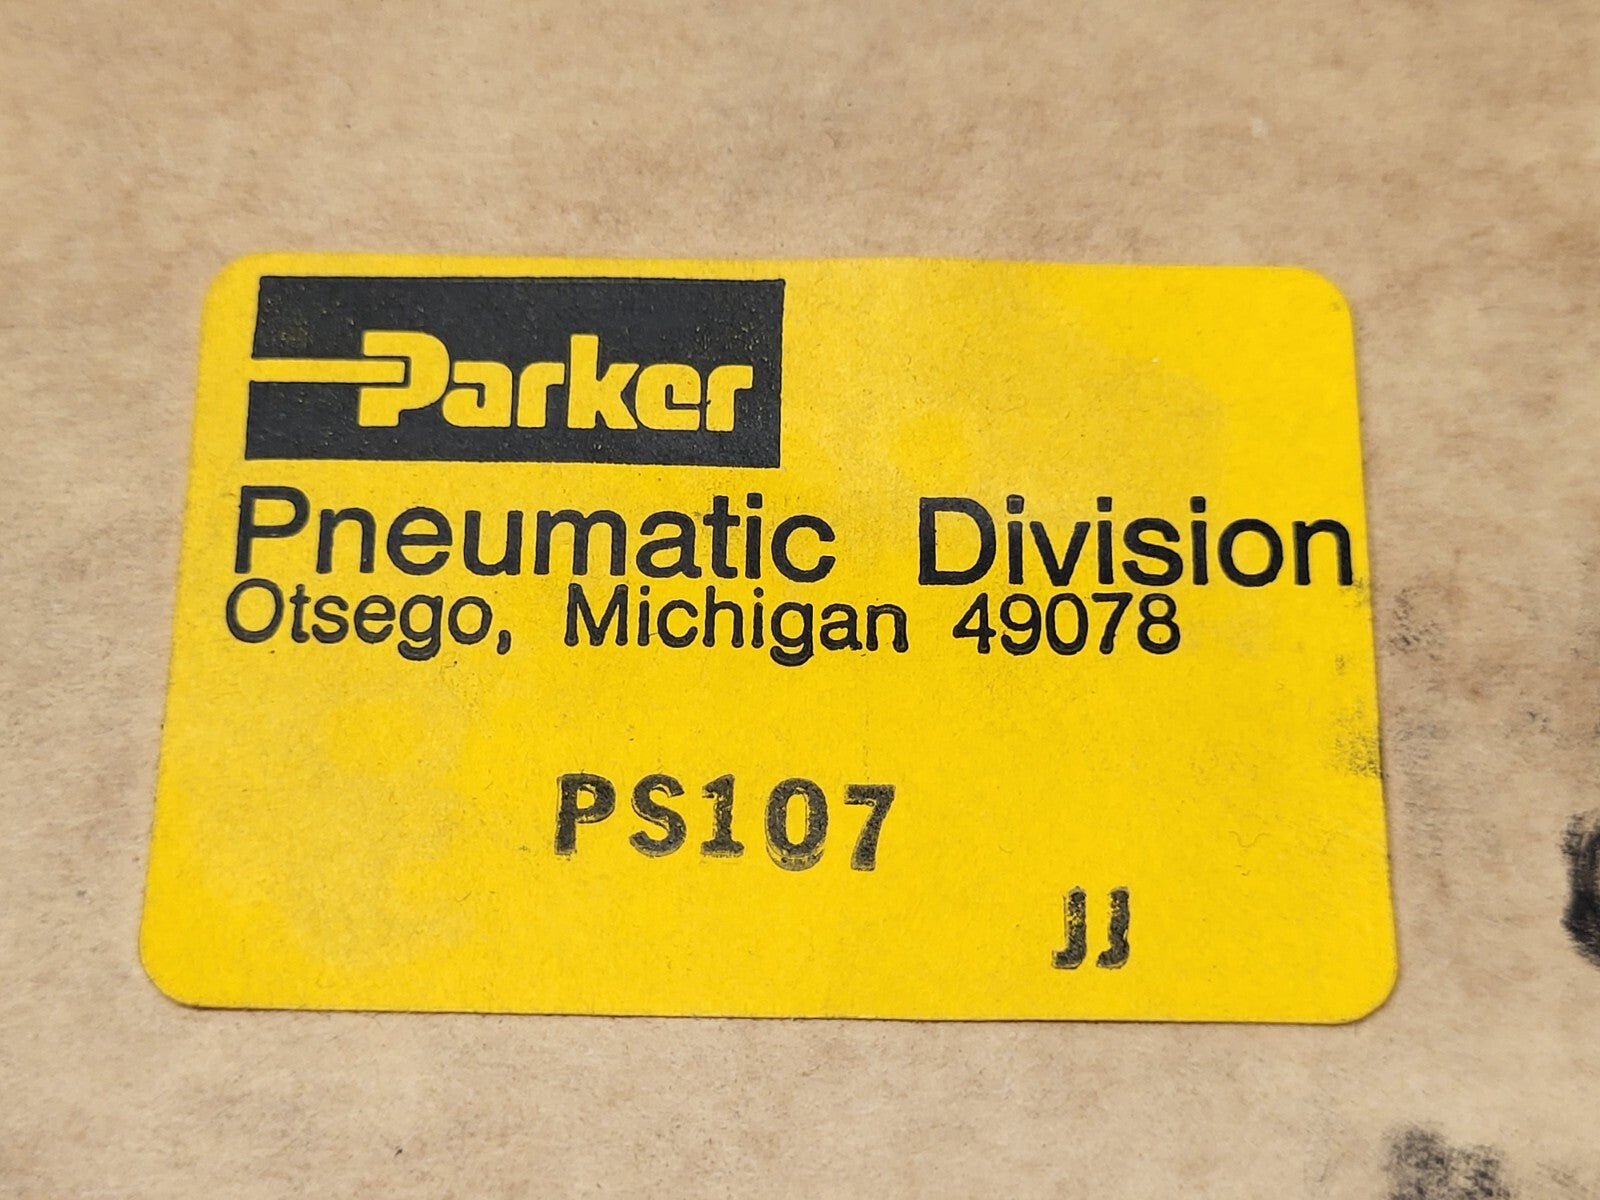 Parker
Pneumatic Division
Otsego, Michigan 49078
PS107
JJ